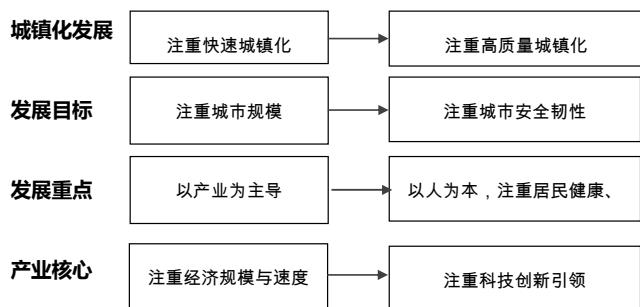 城镇化发展 注重快速城镇化 注重高质量城镇化
发展目标 注重城市规模 注重城市安全韧性
发展重点 以产业为主导 以人为本，注重居民健康、
产业核心 注重经济规模与速度 注重科技创新引领